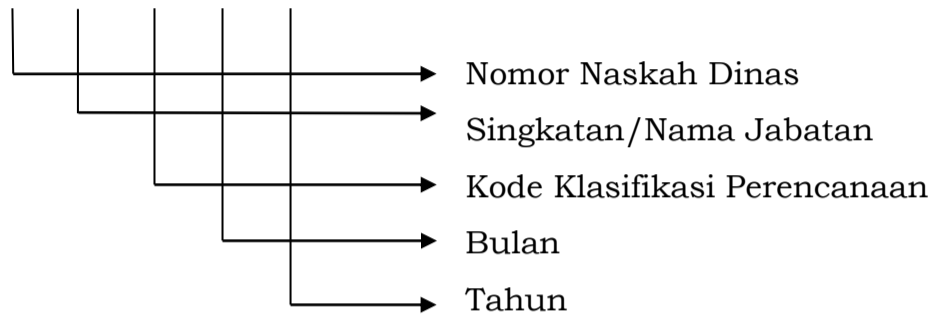 Nomor Naskah Dinas
Singkatan/Nama Jabatan
Kode Klasifikasi Perencanaan
Bulan
Tahun